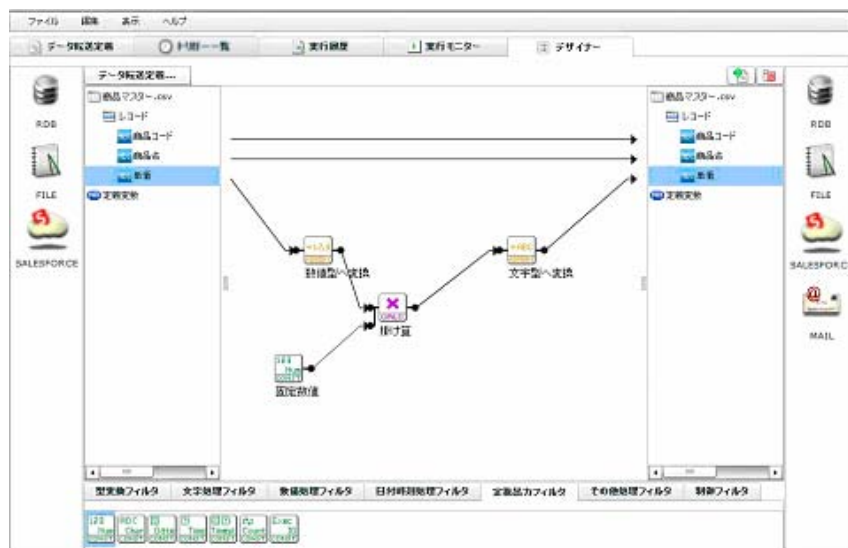 ファイル 編集 表示 ヘルプ
データ転送定義 実行履歴 実行モニター デザイナー
データ転送定義...
RDB
FILE
SALESFORCE
商品マスター.csv
レコード
商品コード
商品名
単価
定義変数
数値型へ変換
文字型へ変換
掛け算
固定数値
商品マスター.csv
レコード
商品コード
商品名
単価
定義変数
RDB
FILE
SALESFORCE
MAIL
型変換フィルタ 文字処理フィルタ 数値処理フィルタ 日付時刻処理フィルタ 定数出力フィルタ その他処理フィルタ 制御フィルタ